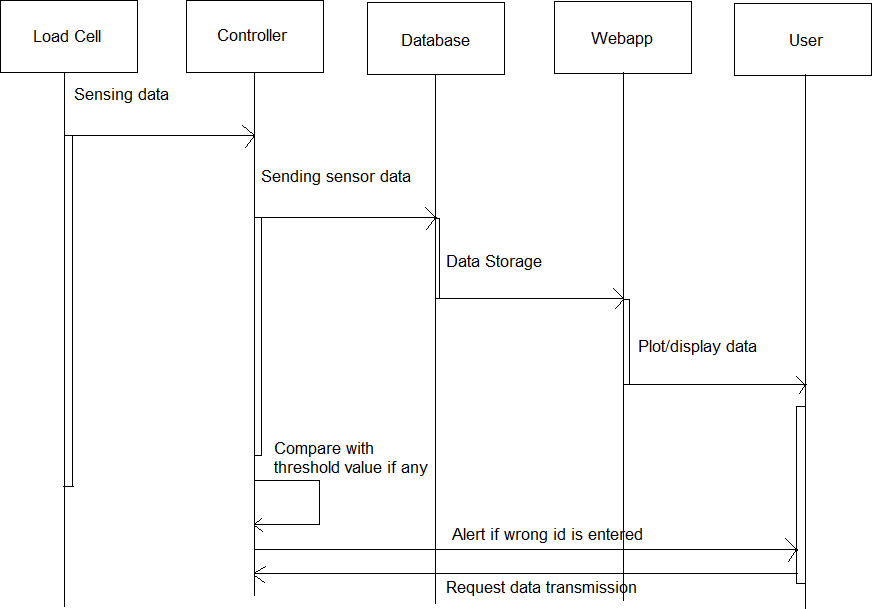 Load Cell
Controller
Database
Webapp
User
Sensing data
Sending sensor data
Data Storage
Plot/display data
Compare with
threshold value if any
Alert if wrong id is entered
Request data transmission